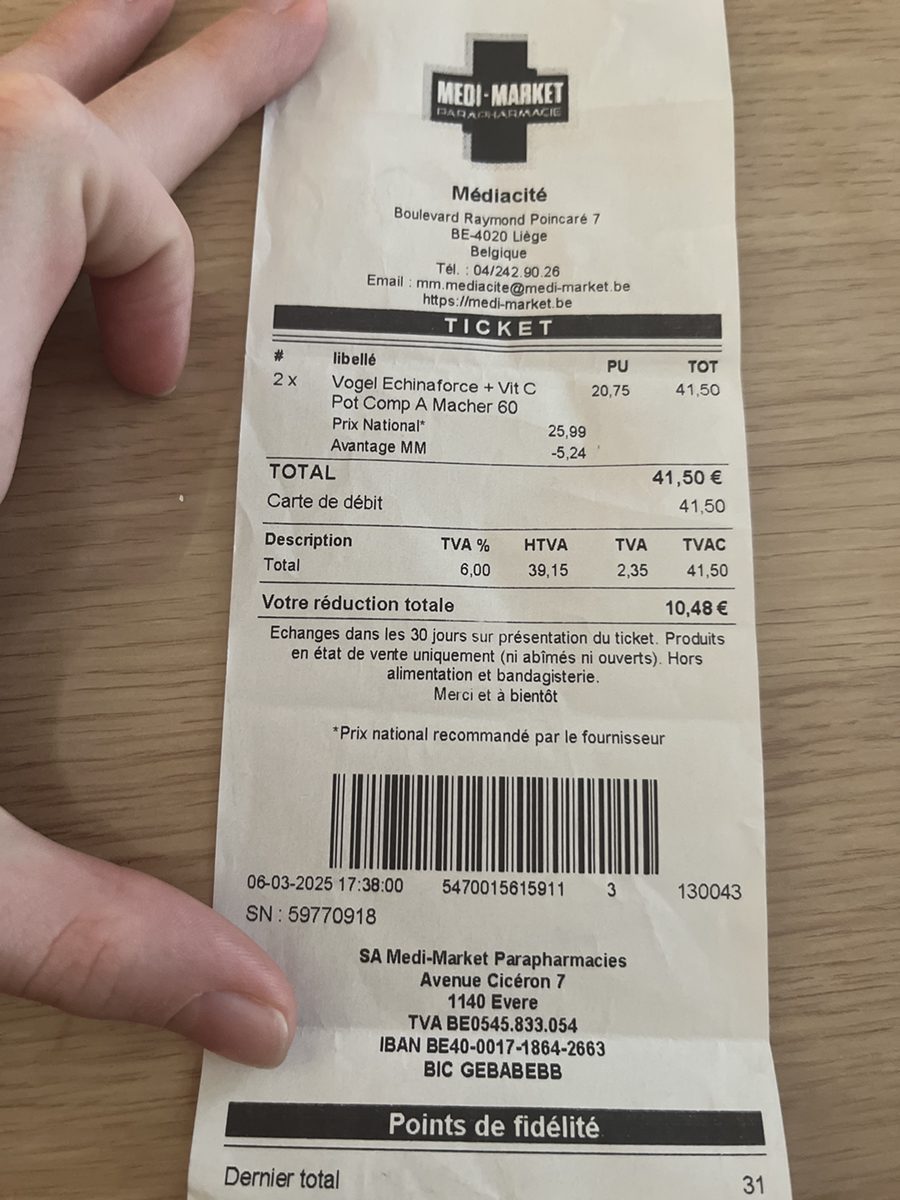 MEDI-MARKET
PARAPHARMACIE
Médiacité
Boulevard Raymond Poincaré 7
BE-4020 Liège
Belgique
Tél. : 04/242.90.26
Email : mm.mediacite@medi-market.be
https://medi-market.be
TICKET
# libellé PU TOT
2 x Vogel Echinaforce + Vit C 20,75 41,50
Pot Comp A Macher 60
Prix National* 25,99
Avantage MM -5,24
TOTAL 41,50 €
Carte de débit 41,50
Description TVA % HTVA TVA TVAC
Total 6,00 39,15 2,35 41,50
Votre réduction totale 10,48 €
Echanges dans les 30 jours sur présentation du ticket. Produits
en état de vente uniquement (ni abîmés ni ouverts). Hors
alimentation et bandagisterie.
Merci et à bientôt
*Prix national recommandé par le fournisseur
06-03-2025 17:38:00 5470015615911 3 130043
SN : 59770918
SA Medi-Market Parapharmacies
Avenue Cicéron 7
1140 Evere
TVA BE0545.833.054
IBAN BE40-0017-1864-2663
BIC GEBABEBB
Points de fidélité
Dernier total 31